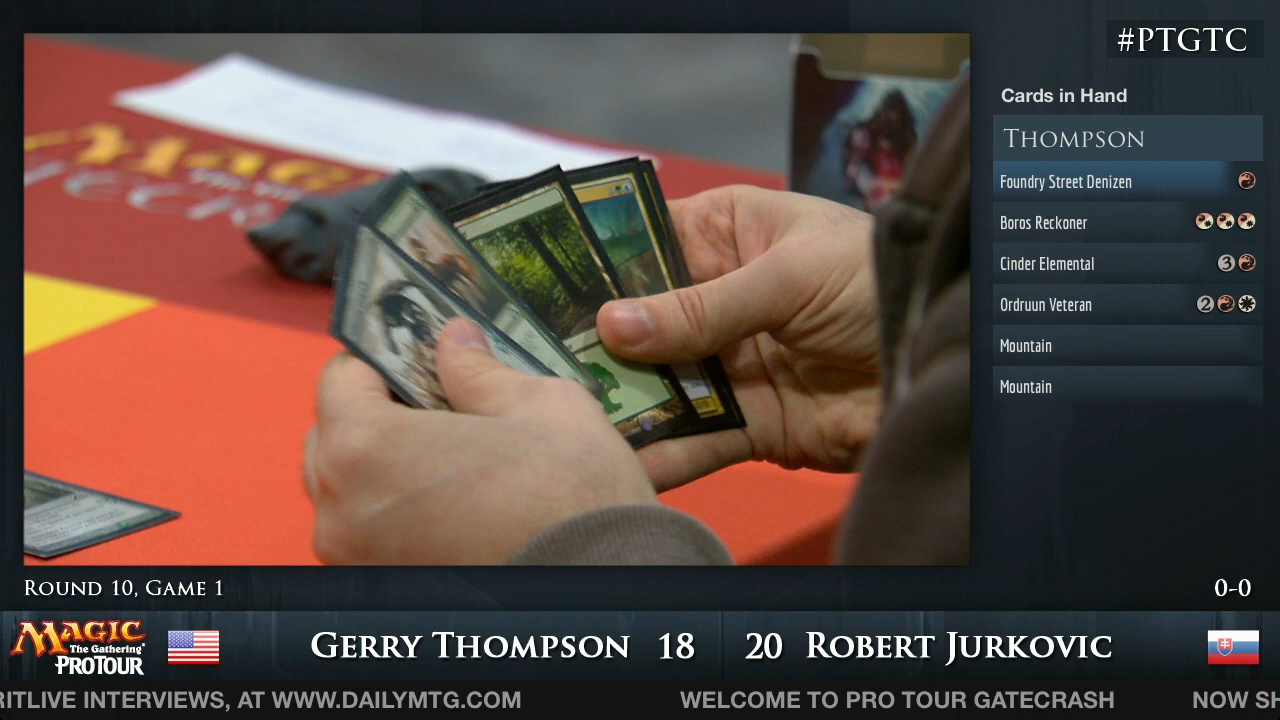 #PTGTC
Cards in Hand
Thompson
Foundry Street Denizen
Boros Reckoner
Cinder Elemental
3
Ordruun Veteran
2
Mountain
Mountain
Magic
Round 10, Game 1
0-0
Magic
The Gathering
ProTour
Gerry Thompson 18 20 Robert Jurkovic
RITLIVE INTERVIEWS, AT WWW.DAILYMTG.COM WELCOME TO PRO TOUR GATECRASH NOW SH